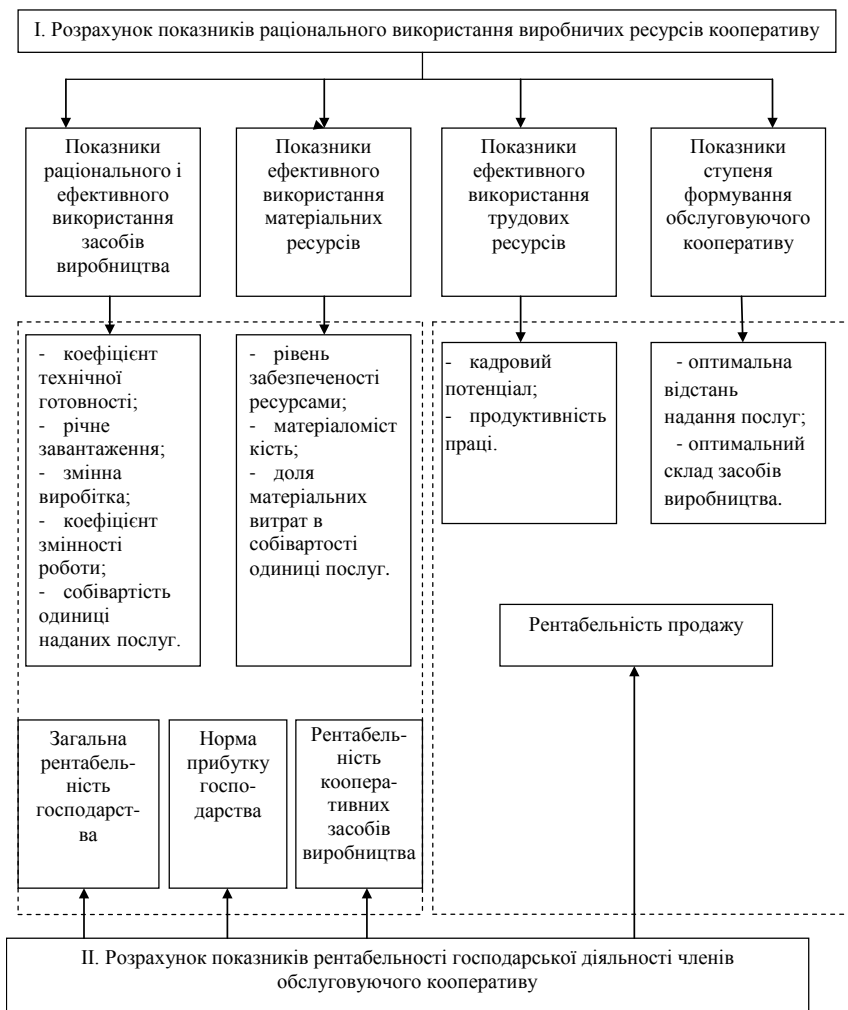 І. Розрахунок показників раціонального використання виробничих ресурсів кооперативу
Показники
раціонального і
ефективного
використання
засобів
виробництва
Показники
ефективного
використання
матеріальних
ресурсів
Показники
ефективного
використання
трудових
ресурсів
Показники
ступеня
формування
обслуговуючого
кооперативу
- коефіцієнт
технічної
готовності;
- річне
завантаження;
- змінна
виробітка;
- коефіцієнт
змінності
роботи;
- собівартість
одиниці
наданих послуг.
- рівень
забезпеченості
ресурсами;
- матеріаломіст
кість;
- доля
матеріальних
витрат в
собівартості
одиниці послуг.
- кадровий
потенціал;
- продуктивність
праці.
- оптимальна
відстань
надання послуг;
- оптимальний
склад засобів
виробництва.
Рентабельність продажу
Загальна
рентабель-
ність
господарст-
ва
Норма
прибутку
госпо-
дарства
Рентабель-
ність
коопера-
тивних
засобів
виробництва
ІІ. Розрахунок показників рентабельності господарської діяльності членів
обслуговуючого кооперативу